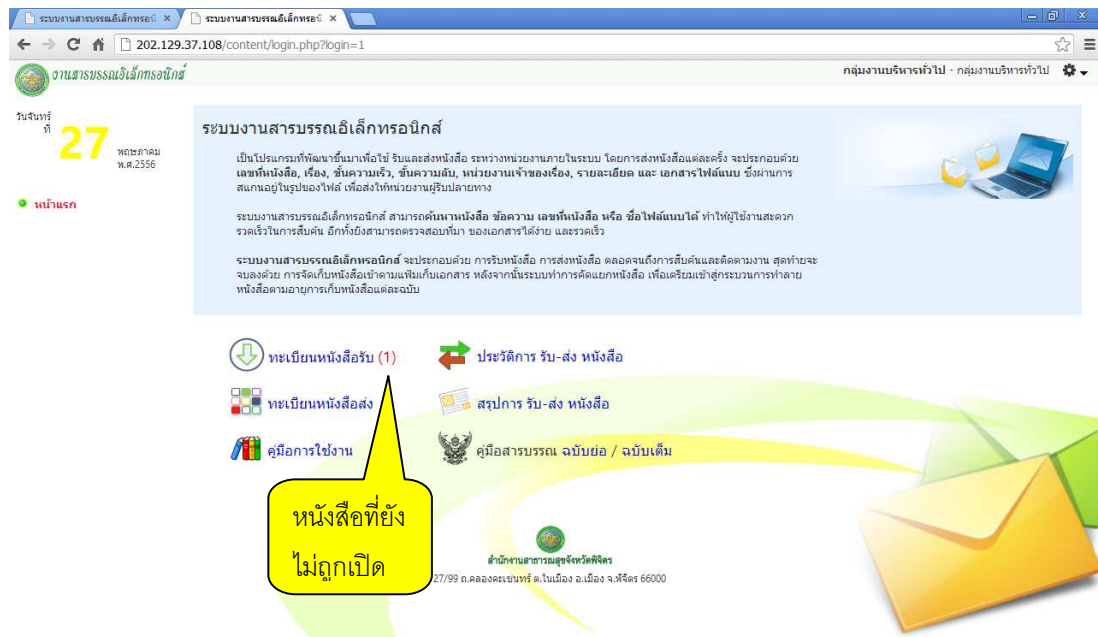 ระบบงานสารบรรณอิเล็กทรอนิ
ระบบงานสารบรรณอิเล็กทรอนิ
202.129.37.108/content/login.php?login=1
งานสารบรรณอิเล็กทรอนิกส์
กลุ่มงานบริหารทั่วไป - กลุ่มงานบริหารทั่วไป
วันจันทร์
ที่
27
พฤษภาคม
พ.ศ.2556
หน้าแรก
ระบบงานสารบรรณอิเล็กทรอนิกส์
เป็นโปรแกรมที่พัฒนาขึ้นมาเพื่อใช้ รับและส่งหนังสือ ระหว่างหน่วยงานภายในระบบ โดยการส่งหนังสือแต่ละครั้ง จะประกอบด้วย
เลขที่หนังสือ, เรื่อง, ชั้นความเร็ว, ชั้นความลับ, หน่วยงานเจ้าของเรื่อง, รายละเอียด และ เอกสารไฟล์แนบ ซึ่งผ่านการ
สแกนอยู่ในรูปของไฟล์ เพื่อส่งให้หน่วยงานผู้รับปลายทาง
ระบบงานสารบรรณอิเล็กทรอนิกส์ สามารถค้นหาหนังสือ ข้อความ เลขที่หนังสือ หรือ ชื่อไฟล์แนบได้ ทำให้ผู้ใช้งานสะดวก
รวดเร็วในการสืบค้น อีกทั้งยังสามารถตรวจสอบที่มา ของเอกสารได้ง่าย และรวดเร็ว
ระบบงานสารบรรณอิเล็กทรอนิกส์ จะประกอบด้วย การรับหนังสือ การส่งหนังสือ ตลอดจนถึงการสืบค้นและติดตามงาน สุดท้ายจะ
จบลงด้วย การจัดเก็บหนังสือเข้าตามแฟ้มเก็บเอกสาร หลังจากนั้นระบบทำการคัดแยกหนังสือ เพื่อเตรียมเข้าสู่กระบวนการทำลาย
หนังสือตามอายุการเก็บหนังสือแต่ละฉบับ
ทะเบียนหนังสือรับ (1)
ประวัติการ รับ-ส่ง หนังสือ
ทะเบียนหนังสือส่ง
สรุปการ รับ-ส่ง หนังสือ
คู่มือการใช้งาน
คู่มือสารบรรณ ฉบับย่อ / ฉบับเต็ม
หนังสือที่ยัง
ไม่ถูกเปิด
สำนักงานสาธารณสุขจังหวัดพิจิตร
27/99 ถ.คลองคะเชนทร์ ต.ในเมือง อ.เมือง จ.พิจิตร 66000